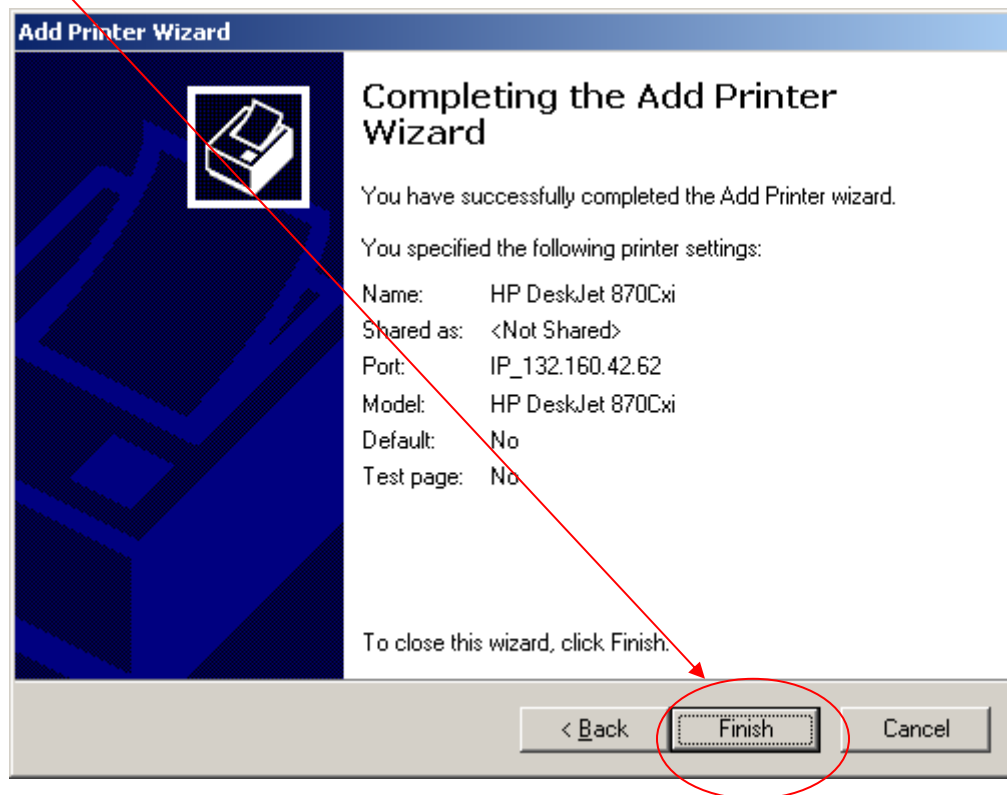 Add Printer Wizard
Completing the Add Printer
Wizard
You have successfully completed the Add Printer wizard.
You specified the following printer settings:
Name: HP DeskJet 870Cxi
Shared as: <Not Shared>
Port: IP_132.160.42.62
Model: HP DeskJet 870Cxi
Default: No
Test page: No
To close this wizard, click Finish.
< Back Finish Cancel